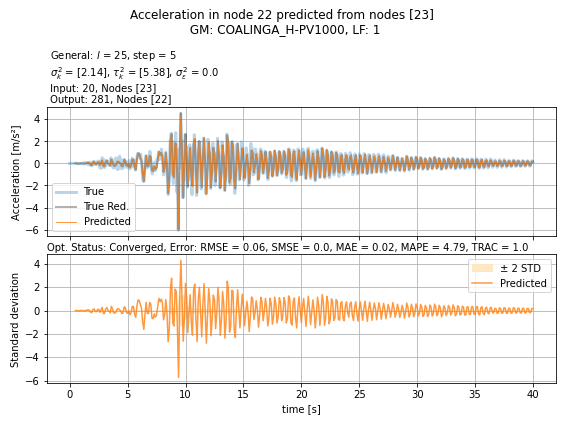 Acceleration in node 22 predicted from nodes [23]
GM: COALINGA_H-PV1000, LF: 1
General: l = 25, step = 5
σ²ₖ = [2.14], τ²ₖ = [5.38], σ²ε = 0.0
Input: 20, Nodes [23]
Output: 281, Nodes [22]
Acceleration [m/s²]
4
2
0
−2
−4
−6
True
True Red.
Predicted
Opt. Status: Converged, Error: RMSE = 0.06, SMSE = 0.0, MAE = 0.02, MAPE = 4.79, TRAC = 1.0
Standard deviation
4
2
0
−2
−4
−6
± 2 STD
Predicted
0 5 10 15 20 25 30 35 40
time [s]